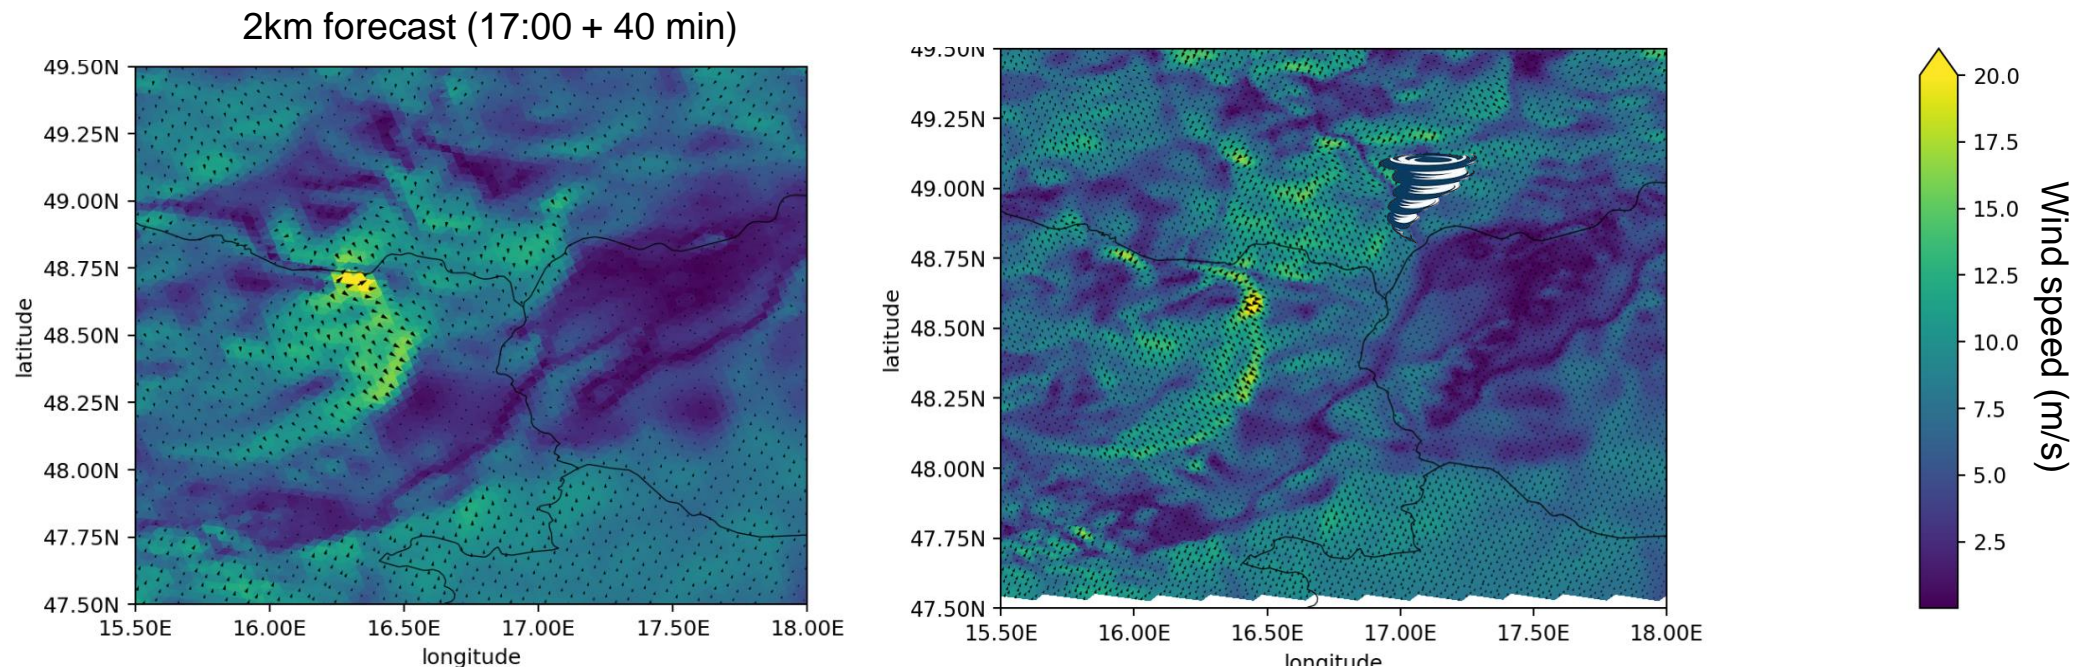 2km forecast (17:00 + 40 min)
49.50N
49.25N
49.00N
48.75N
48.50N
48.25N
48.00N
47.75N
47.50N
latitude
15.50E 16.00E 16.50E 17.00E 17.50E 18.00E
longitude
49.50N
49.25N
49.00N
48.75N
48.50N
48.25N
48.00N
47.75N
47.50N
latitude
15.50E 16.00E 16.50E 17.00E 17.50E 18.00E
longitude
20.0
17.5
15.0
12.5
10.0
7.5
5.0
2.5
Wind speed (m/s)